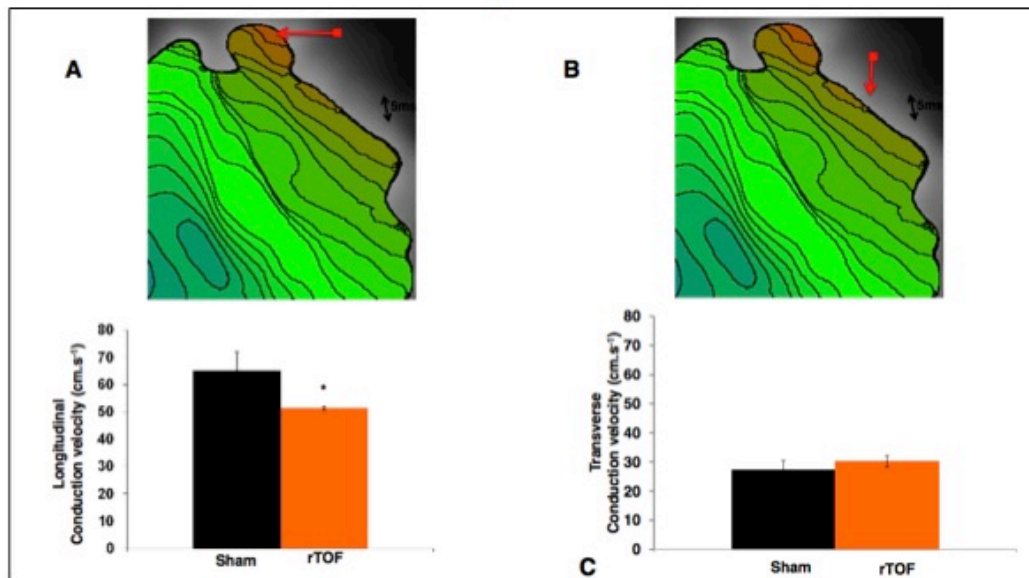 A
5ms
B
5ms
80
70
60
50
40
30
20
10
0
Longitudinal
Conduction velocity (cm.s⁻¹)
*
Sham
rTOF
80
70
60
50
40
30
20
10
0
Transverse
Conduction velocity (cm.s⁻¹)
Sham
rTOF
C